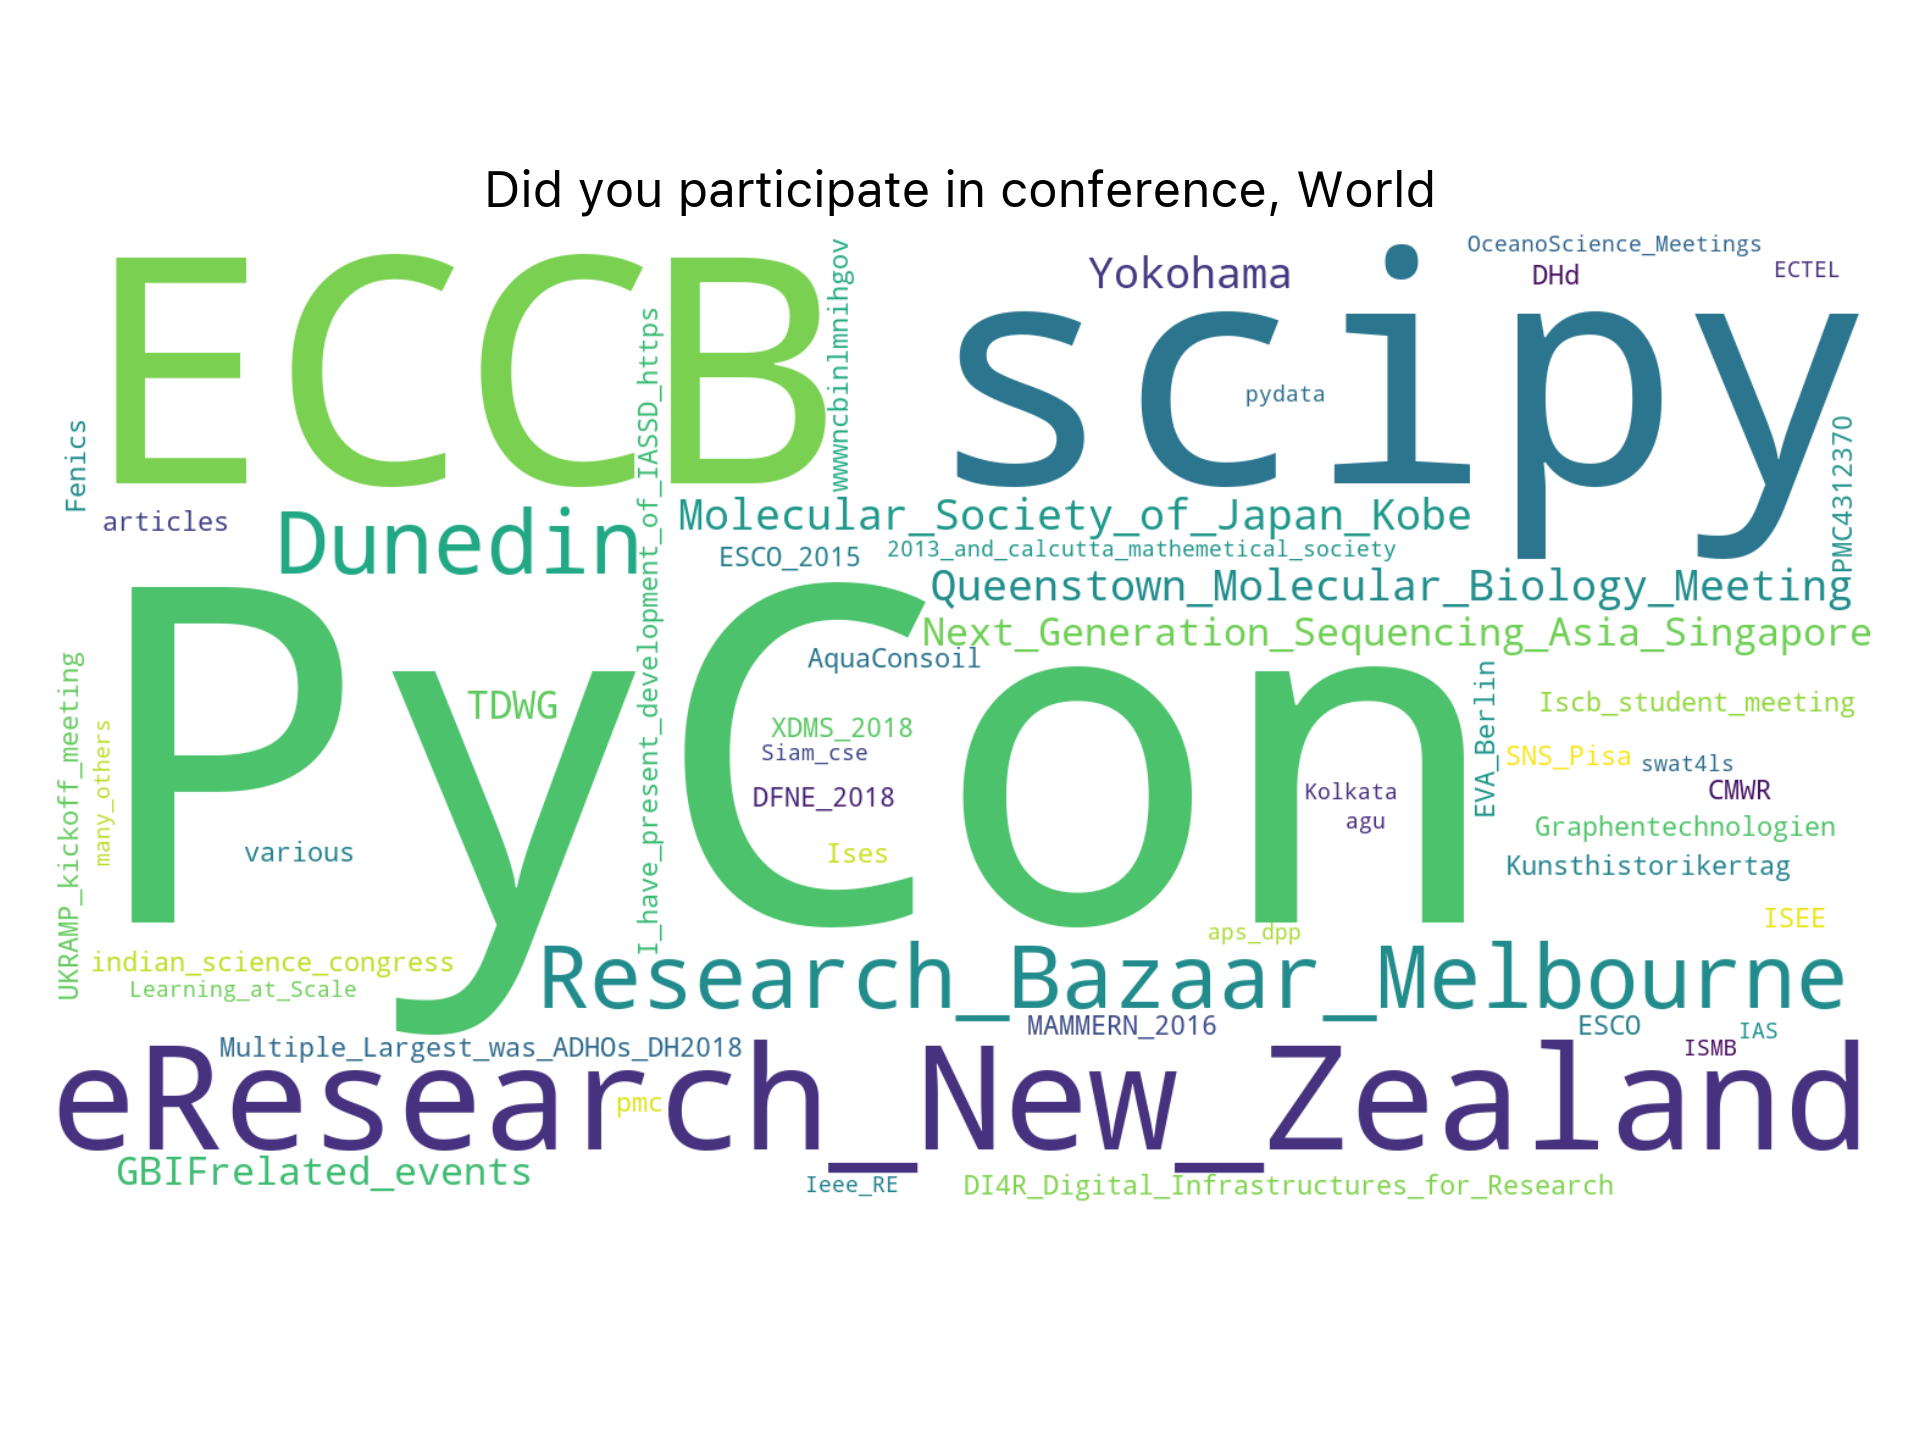 Did you participate in conference, World
ECCB
scipy
Yokohama
OceanoScience_Meetings
DHd
ECTEL
wwwncbinlmnihgov
pydata
Fenics
articles
Dunedin
I_have_present_development_of_IASSD_https
Molecular_Society_of_Japan_Kobe
ESCO_2015
2013_and_calcutta_mathemetical_society
PMC4312370
Queenstown_Molecular_Biology_Meeting
Next_Generation_Sequencing_Asia_Singapore
PyCon
AquaConsoil
TDWG
XDMS_2018
Siam_cse
DFNE_2018
Ises
various
Kolkata
agu
EVA_Berlin
Iscb_student_meeting
SNS_Pisa
swat4ls
CMWR
Graphentechnologien
Kunsthistorikertag
ISEE
UKRAMP_kickoff_meeting
many_others
aps_dpp
indian_science_congress
Learning_at_Scale
Research_Bazaar_Melbourne
MAMMERN_2016
ESCO
IAS
ISMB
Multiple_Largest_was_ADHOs_DH2018
eResearch_New_Zealand
pmc
GBIFrelated_events
Ieee_RE
DI4R_Digital_Infrastructures_for_Research